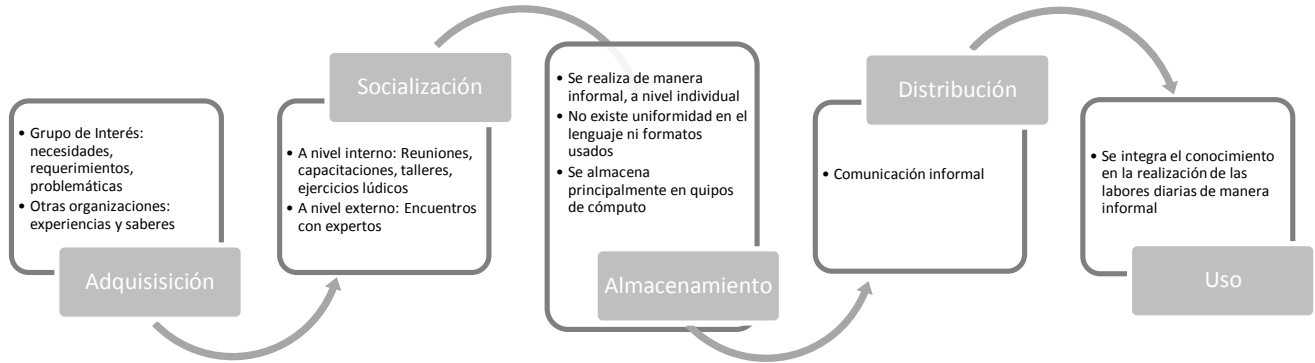 • Grupo de Interés:
necesidades,
requerimientos,
problemáticas
• Otras organizaciones:
experiencias y saberes
Adquisisición
Socialización
• A nivel interno: Reuniones,
capacitaciones, talleres,
ejercicios lúdicos
• A nivel externo: Encuentros
con expertos
• Se realiza de manera
informal, a nivel individual
• No existe uniformidad en el
lenguaje ni formatos
usados
• Se almacena
principalmente en quipos
de cómputo
Almacenamiento
Distribución
• Comunicación informal
• Se integra el conocimiento
en la realización de las
labores diarias de manera
informal
Uso